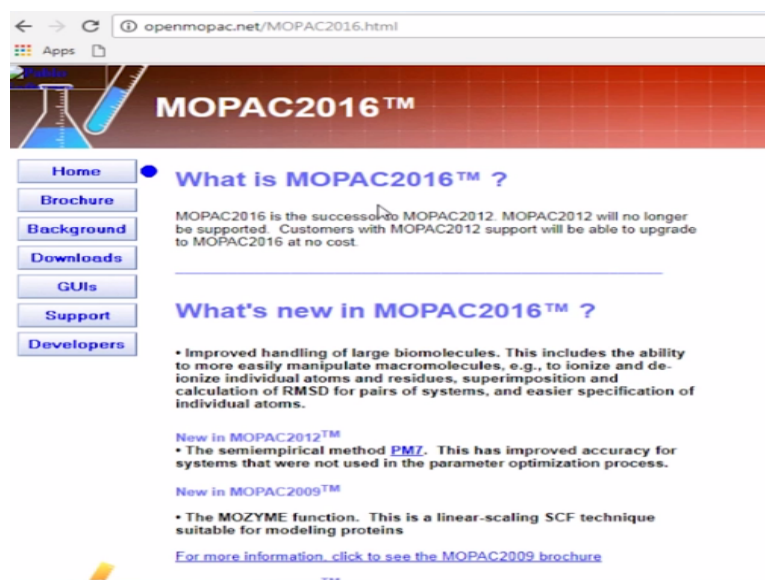 openmopac.net/MOPAC2016.html
Apps
MOPAC2016™
Home
Brochure
Background
Downloads
GUIs
Support
Developers
What is MOPAC2016™ ?
MOPAC2016 is the successor to MOPAC2012. MOPAC2012 will no longer
be supported. Customers with MOPAC2012 support will be able to upgrade
to MOPAC2016 at no cost.
What's new in MOPAC2016™ ?
• Improved handling of large biomolecules. This includes the ability
to more easily manipulate macromolecules, e.g., to ionize and de-
ionize individual atoms and residues, superimposition and
calculation of RMSD for pairs of systems, and easier specification of
individual atoms.
New in MOPAC2012™
• The semiempirical method PM7. This has improved accuracy for
systems that were not used in the parameter optimization process.
New in MOPAC2009™
• The MOZYME function. This is a linear-scaling SCF technique
suitable for modeling proteins
For more information, click to see the MOPAC2009 brochure